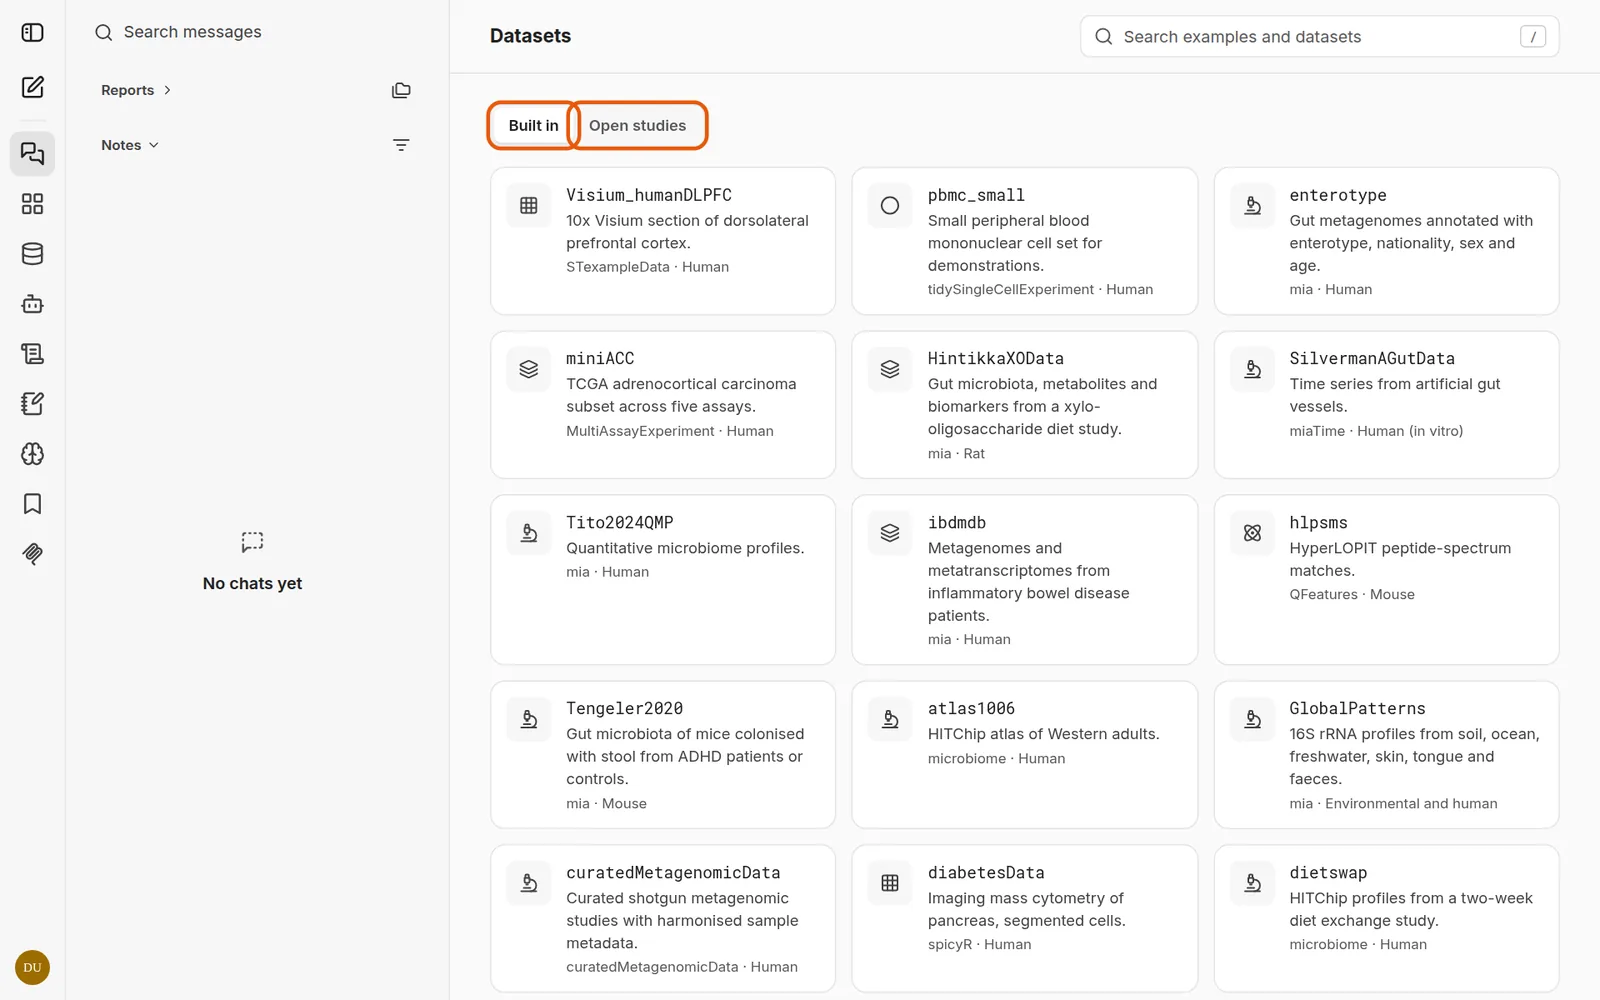 Search messages
Reports
Notes
No chats yet
DU
Datasets
Search examples and datasets
/
Built in
Open studies
Visium_humanDLPFC
10x Visium section of dorsolateral
prefrontal cortex.
STexampleData · Human
pbmc_small
Small peripheral blood
mononuclear cell set for
demonstrations.
tidySingleCellExperiment · Human
enterotype
Gut metagenomes annotated with
enterotype, nationality, sex and
age.
mia · Human
miniACC
TCGA adrenocortical carcinoma
subset across five assays.
MultiAssayExperiment · Human
HintikkaXOData
Gut microbiota, metabolites and
biomarkers from a xylo-
oligosaccharide diet study.
mia · Rat
SilvermanAGutData
Time series from artificial gut
vessels.
miaTime · Human (in vitro)
Tito2024QMP
Quantitative microbiome profiles.
mia · Human
ibdmdb
Metagenomes and
metatranscriptomes from
inflammatory bowel disease
patients.
mia · Human
hlpsms
HyperLOPIT peptide-spectrum
matches.
QFeatures · Mouse
Tengeler2020
Gut microbiota of mice colonised
with stool from ADHD patients or
controls.
mia · Mouse
atlas1006
HITChip atlas of Western adults.
microbiome · Human
GlobalPatterns
16S rRNA profiles from soil, ocean,
freshwater, skin, tongue and
faeces.
mia · Environmental and human
curatedMetagenomicData
Curated shotgun metagenomic
studies with harmonised sample
metadata.
curatedMetagenomicData · Human
diabetesData
Imaging mass cytometry of
pancreas, segmented cells.
spicyR · Human
dietswap
HITChip profiles from a two-week
diet exchange study.
microbiome · Human